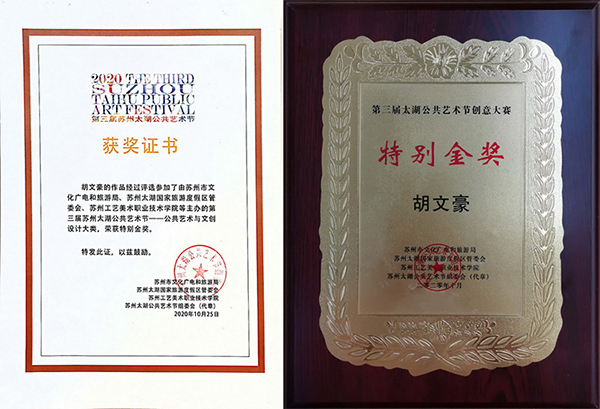 2020 THE THIRD
SUZHOU
TAIHU PUBLIC
ART FESTIVAL
第三届苏州太湖公共艺术节
获奖证书
胡文豪的作品经过评选参加了由苏州市文
化广电和旅游局、苏州太湖国家旅游度假区管
委会、苏州工艺美术职业技术学院等主办的第
三届苏州太湖公共艺术节——公共艺术与文创
设计大类，荣获特别金奖。
特发此证，以兹鼓励。
苏州市文化广电和旅游局
苏州太湖国家旅游度假区管委会
苏州工艺美术职业技术学院
苏州太湖公共艺术节组委会（代章）
2020年10月25日
第三届太湖公共艺术节创意大赛
特别金奖
胡文豪
苏州市文化广电和旅游局
苏州太湖国家旅游度假区管委会
苏州工艺美术职业技术学院
苏州太湖公共艺术节组委会（代章）
二〇二〇年十月